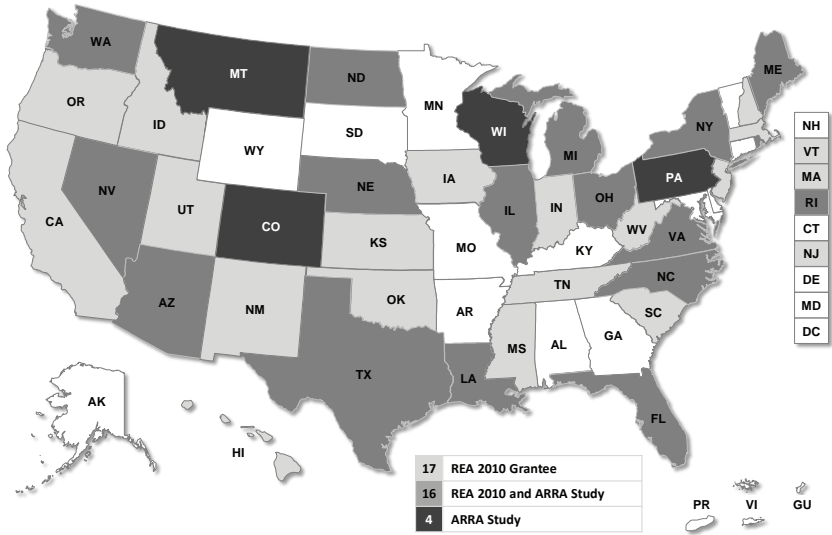 WA
ME
MT
ND
OR
MN
NH
ID
SD
WI
NY
VT
WY
MI
MA
IA
PA
RI
NV
NE
OH
IL
IN
CT
UT
CA
CO
WV
VA
NJ
KS
MO
KY
DE
NC
TN
AZ
NM
OK
MD
AR
SC
DC
MS
AL
GA
TX
LA
AK
FL
HI
17 REA 2010 Grantee
16 REA 2010 and ARRA Study
4 ARRA Study
PR VI GU